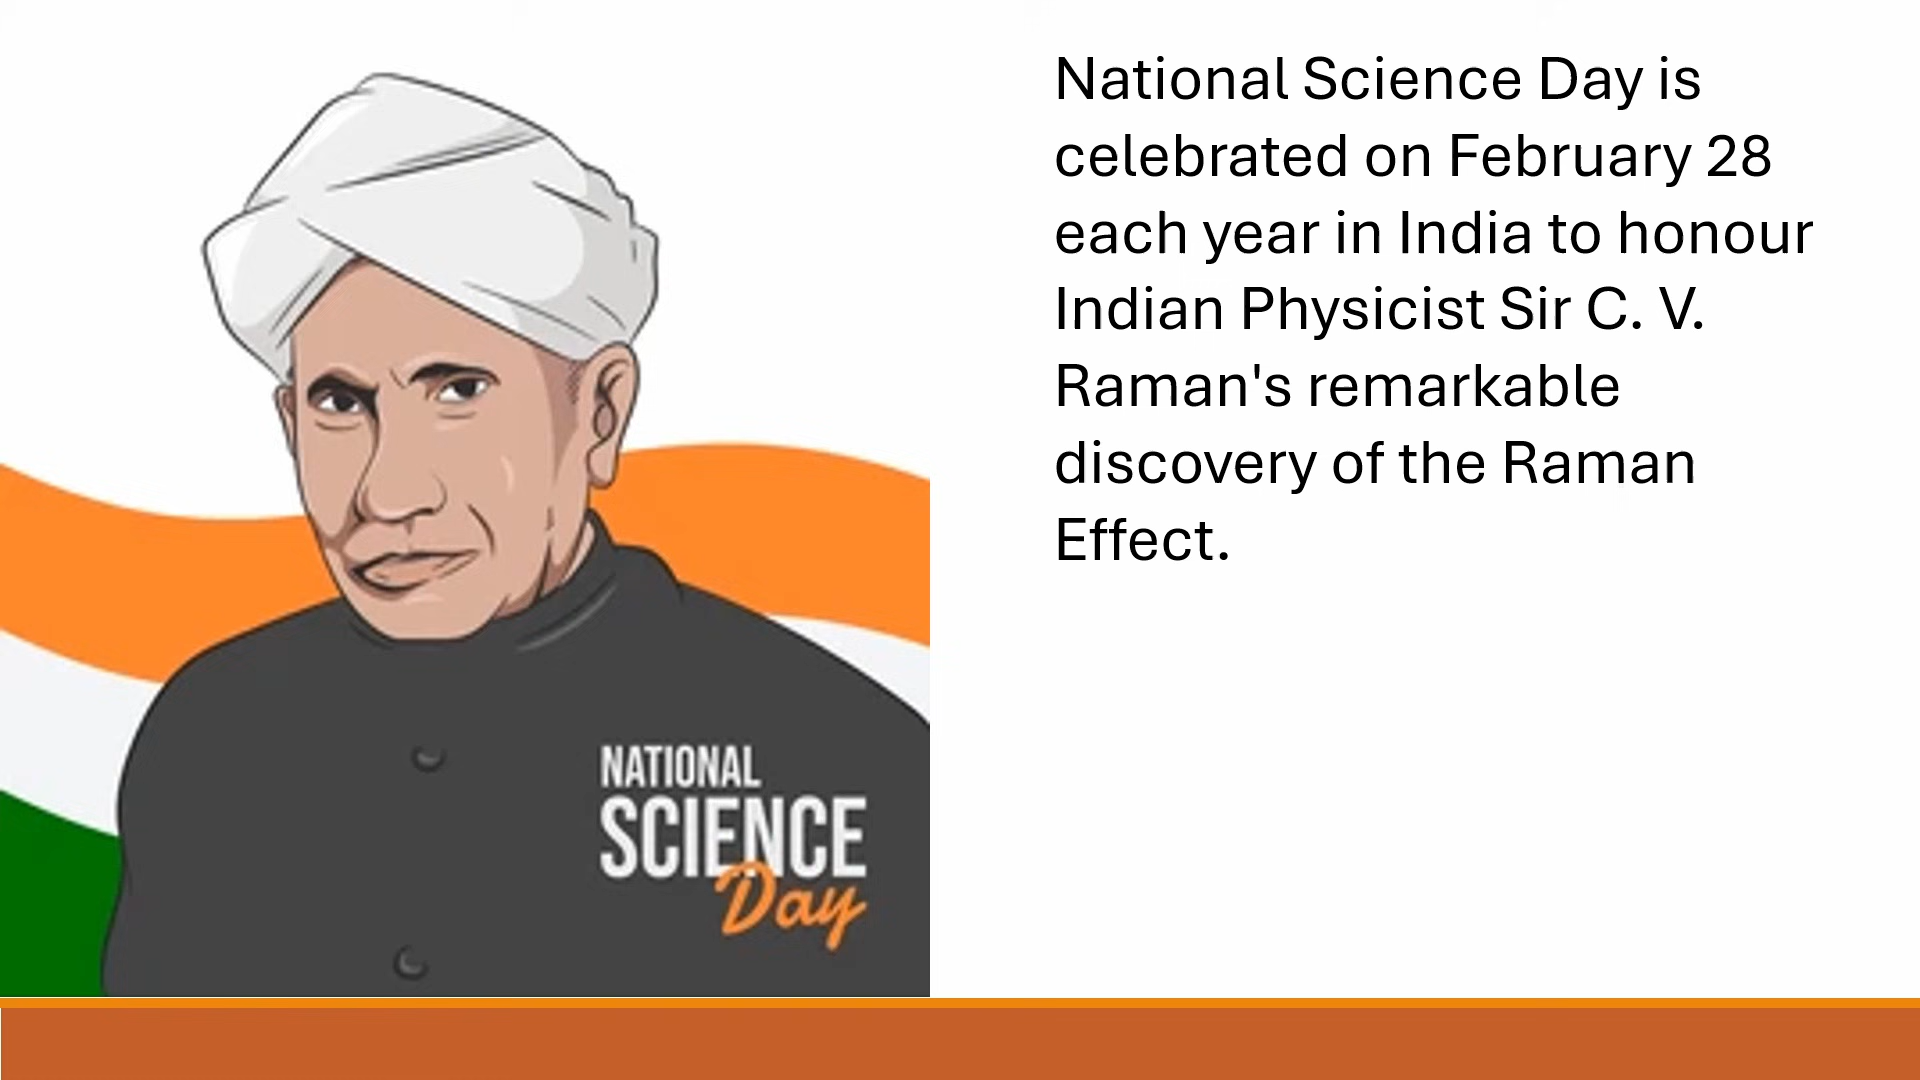 National Science Day is
celebrated on February 28
each year in India to honour
Indian Physicist Sir C. V.
Raman's remarkable
discovery of the Raman
Effect.
NATIONAL
SCIENCE
Day